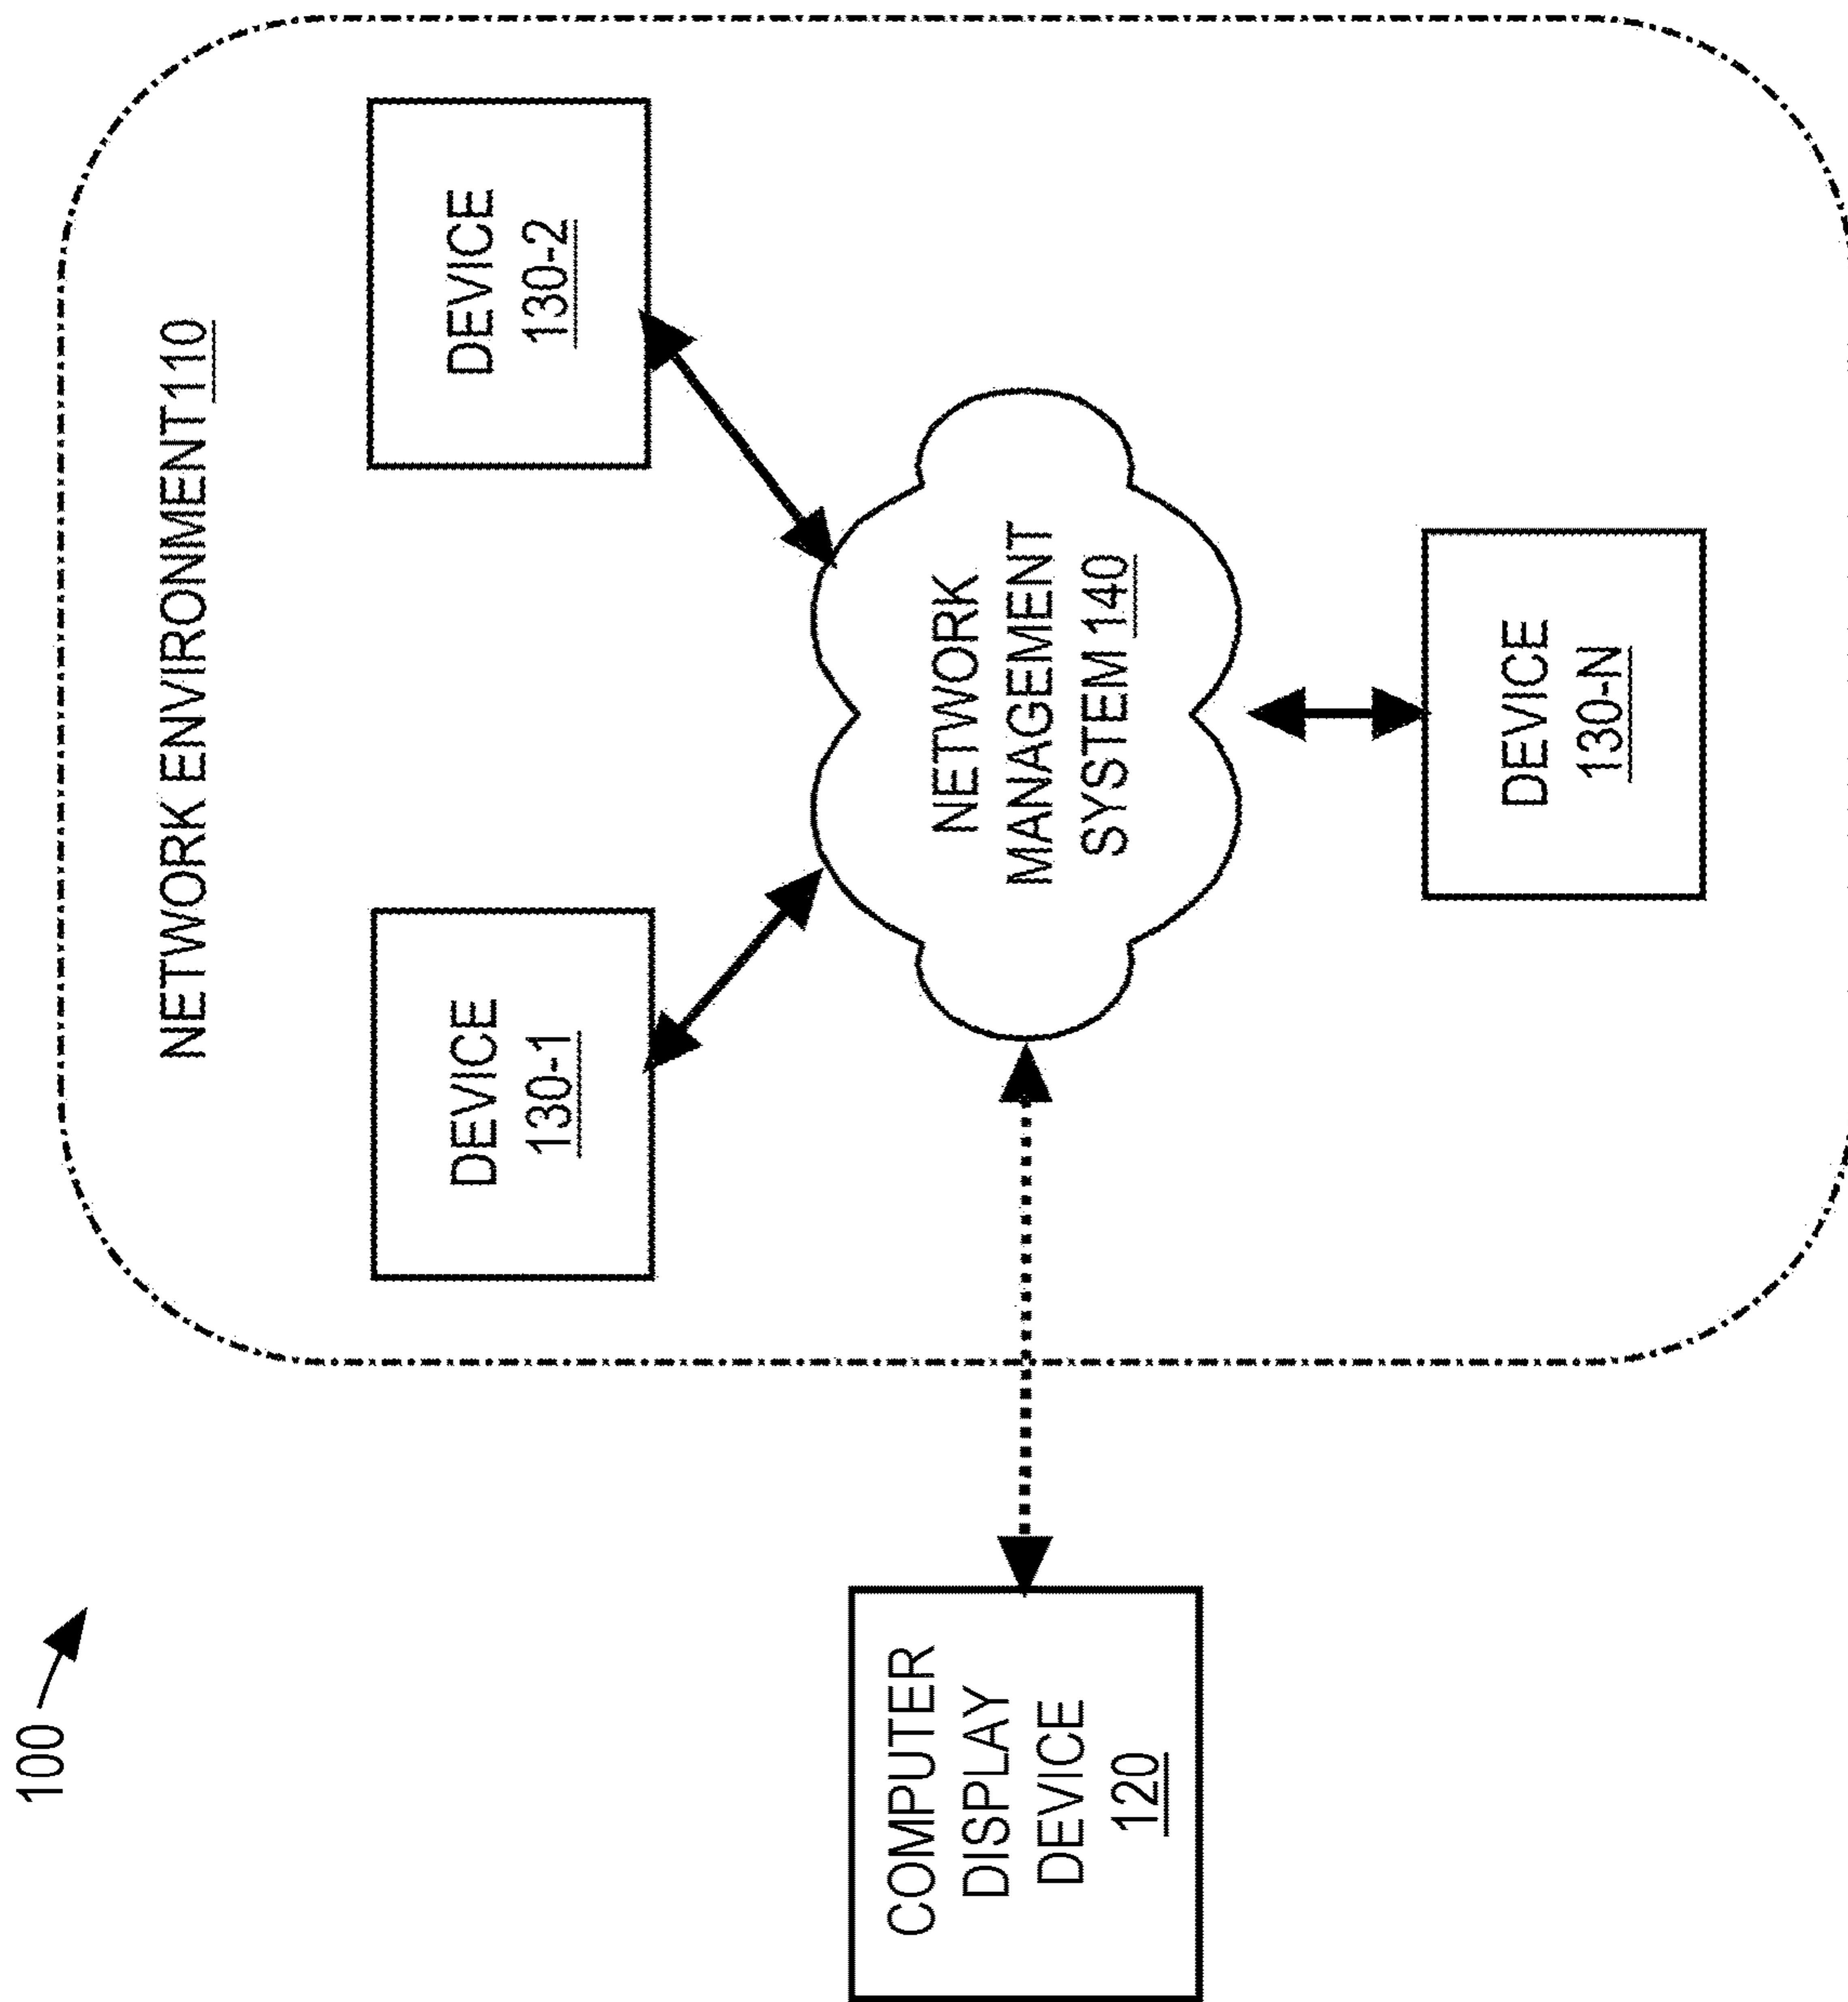 100
NETWORK ENVIRONMENT 110
DEVICE
130-1
DEVICE
130-2
COMPUTER
DISPLAY
DEVICE
120
NETWORK
MANAGEMENT
SYSTEM 140
DEVICE
130-N